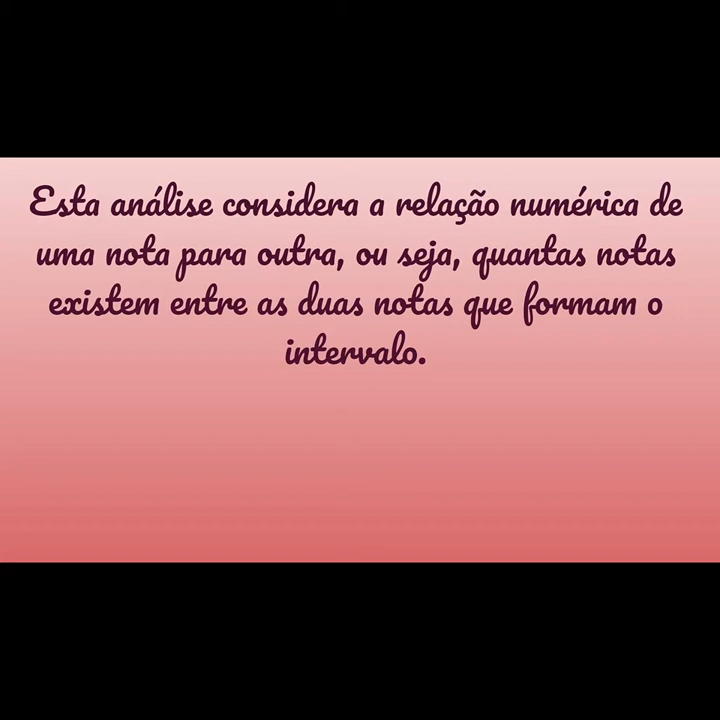 Esta análise considera a relação numérica de
uma nota para outra, ou seja, quantas notas
existem entre as duas notas que formam o
intervalo.